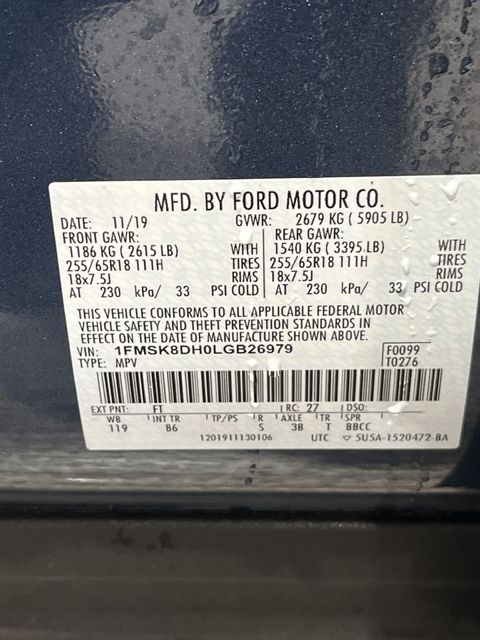 MFD. BY FORD MOTOR CO.
DATE: 11/19 GVWR: 2679 KG ( 5905 LB)
FRONT GAWR: REAR GAWR:
1186 KG ( 2615 LB) WITH 1540 KG ( 3395 LB) WITH
255/65R18 111H TIRES 255/65R18 111H TIRES
18x7.5J RIMS 18x7.5J RIMS
AT 230 kPa/ 33 PSI COLD AT 230 kPa/ 33 PSI COLD
THIS VEHICLE CONFORMS TO ALL APPLICABLE FEDERAL MOTOR
VEHICLE SAFETY AND THEFT PREVENTION STANDARDS IN
EFFECT ON THE DATE OF MANUFACTURE SHOWN ABOVE.
VIN: 1FMSK8DH0LGB26979 F0099
TYPE: MPV T0276
EXT PNT: FT RC: 27 DSO:
WB INT TR TP/PS R AXLE TR SPR
119 86 S 3B T BBCC
1201911130106 UTC ▽ 5U5A-1520472-BA